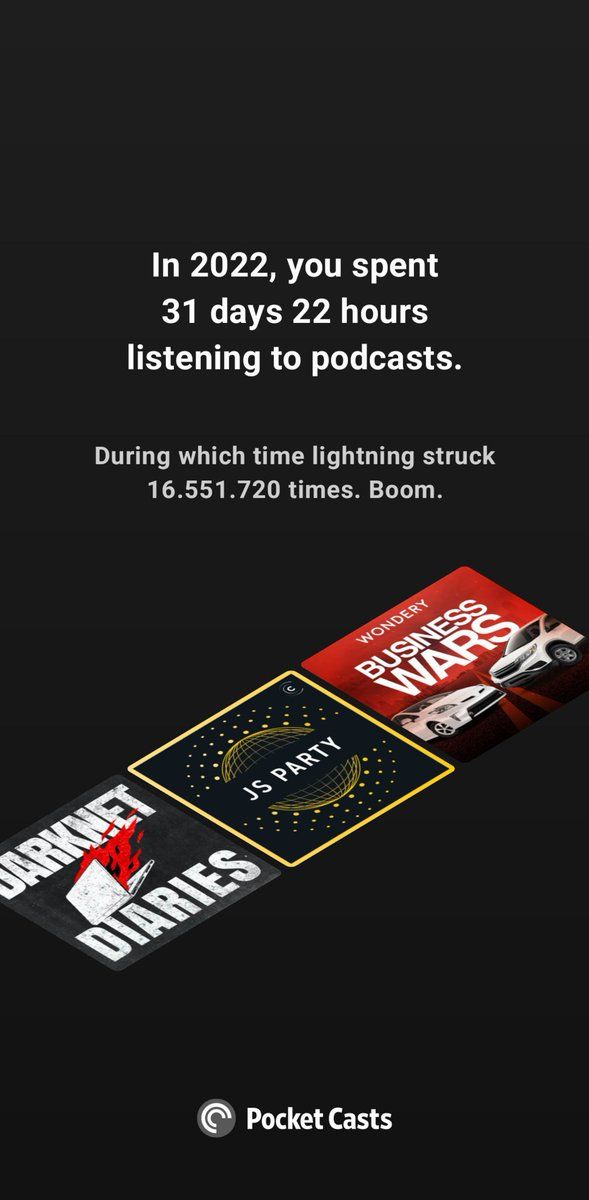 In 2022, you spent
31 days 22 hours
listening to podcasts.
During which time lightning struck
16.551.720 times. Boom.
WONDERY
BUSINESS
WARS
C
JS PARTY
DARKNET
DIARIES
Pocket Casts